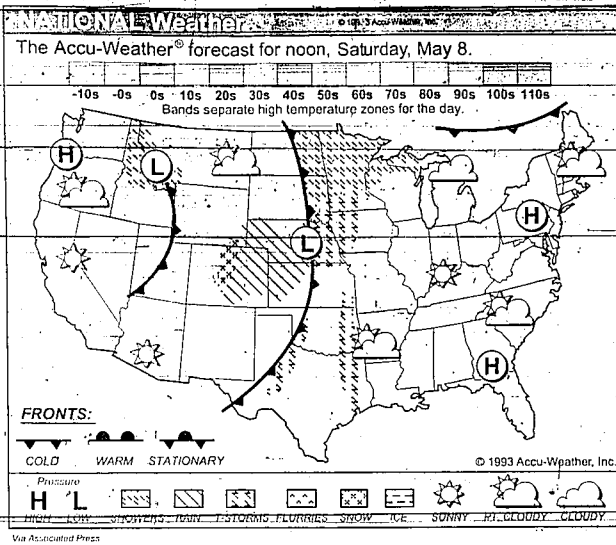 NATIONAL Weather
The Accu-Weather® forecast for noon, Saturday, May 8.
-10s -0s 0s 10s 20s 30s 40s 50s 60s 70s 80s 90s 100s 110s
Bands separate high temperature zones for the day.
H
L
L
H
H
FRONTS:
COLD WARM STATIONARY
© 1993 Accu-Weather, Inc.
Pressure
H L
HIGH LOW SHOWERS RAIN T-STORMS FLURRIES SNOW ICE SUNNY PT. CLOUDY CLOUDY
Via Associated Press